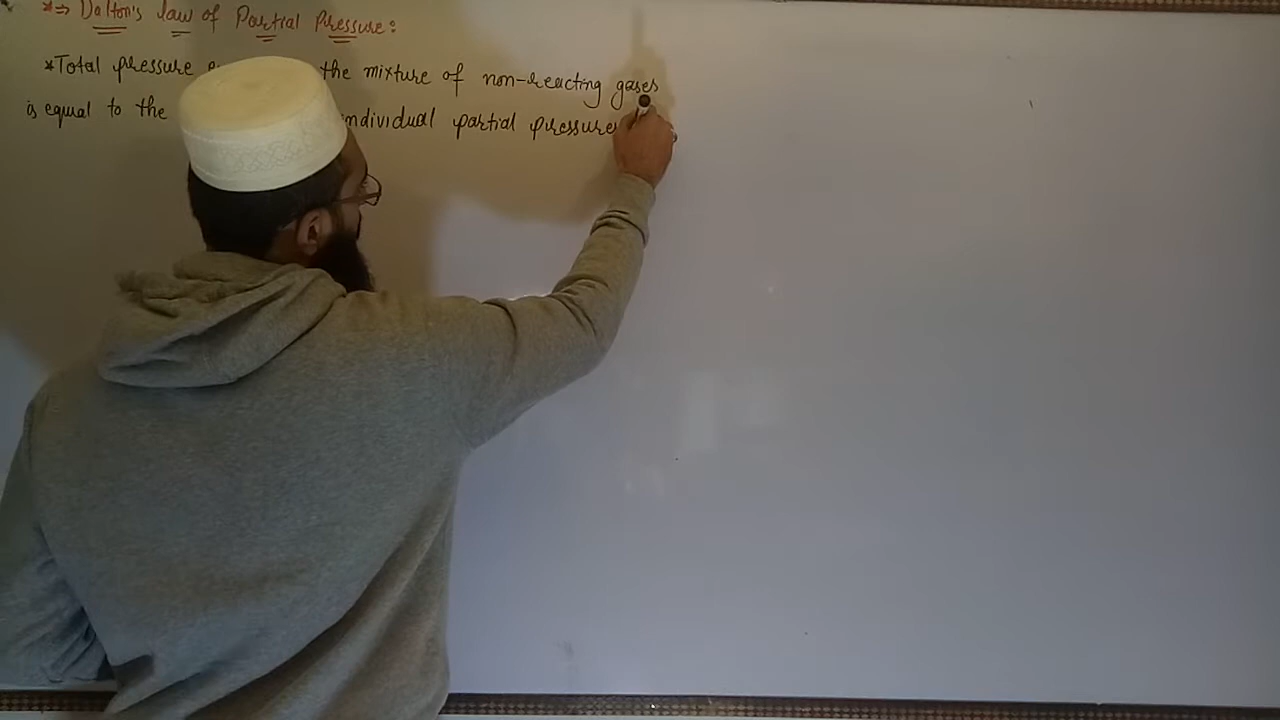 *⇒ Dalton's law of Partial Pressure:
*Total pressure the mixture of non-reacting gases
is equal to the individual partial pressures